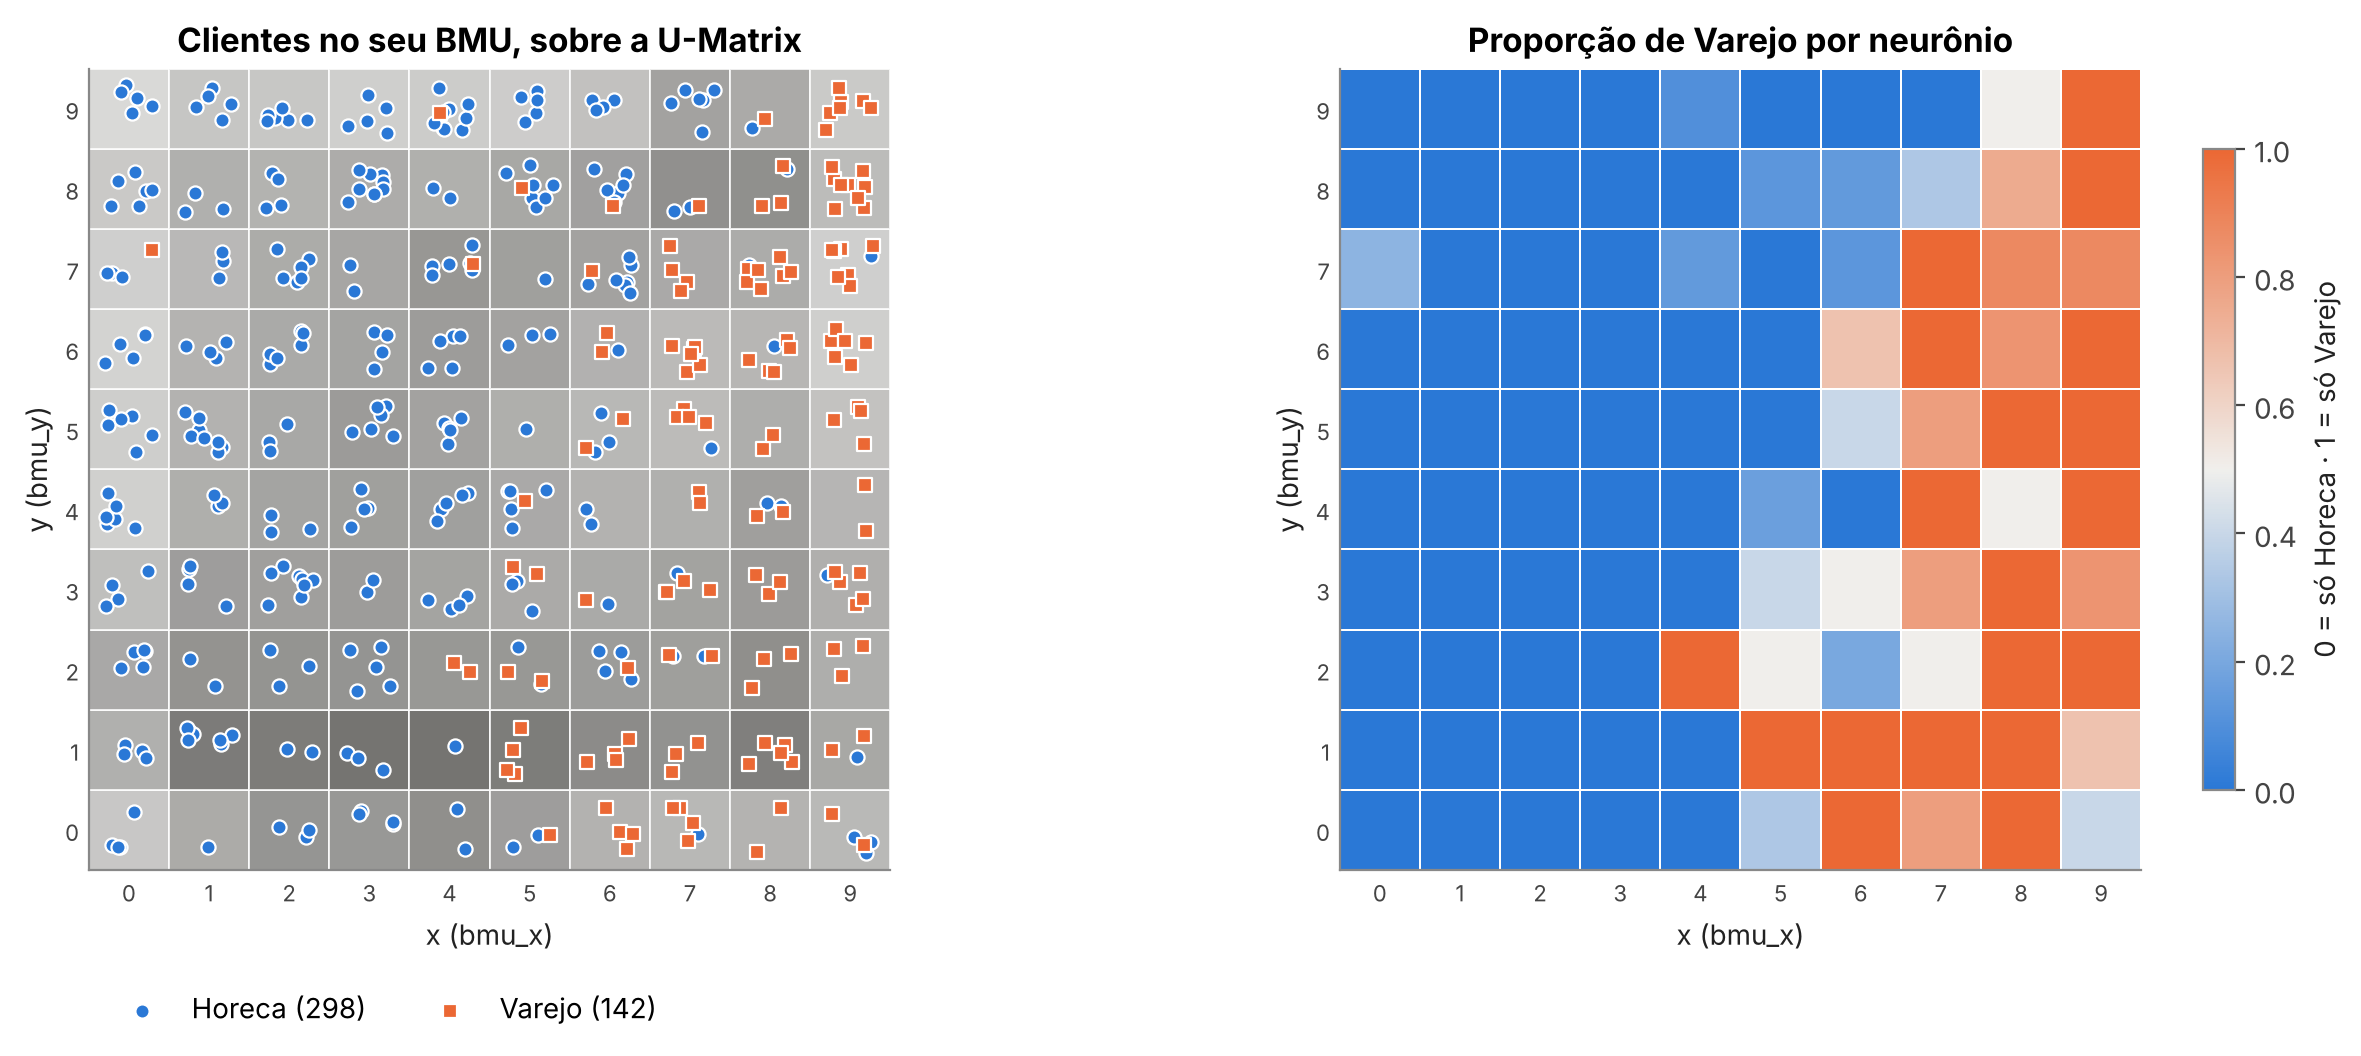 Clientes no seu BMU, sobre a U-Matrix
9
8
7
6
5
4
3
2
1
0
y (bmu_y)
0 1 2 3 4 5 6 7 8 9
x (bmu_x)
Horeca (298) Varejo (142)
Proporção de Varejo por neurônio
9
8
7
6
5
4
3
2
1
0
y (bmu_y)
0 1 2 3 4 5 6 7 8 9
x (bmu_x)
1.0
0.8
0.6
0.4
0.2
0.0
0 = só Horeca · 1 = só Varejo